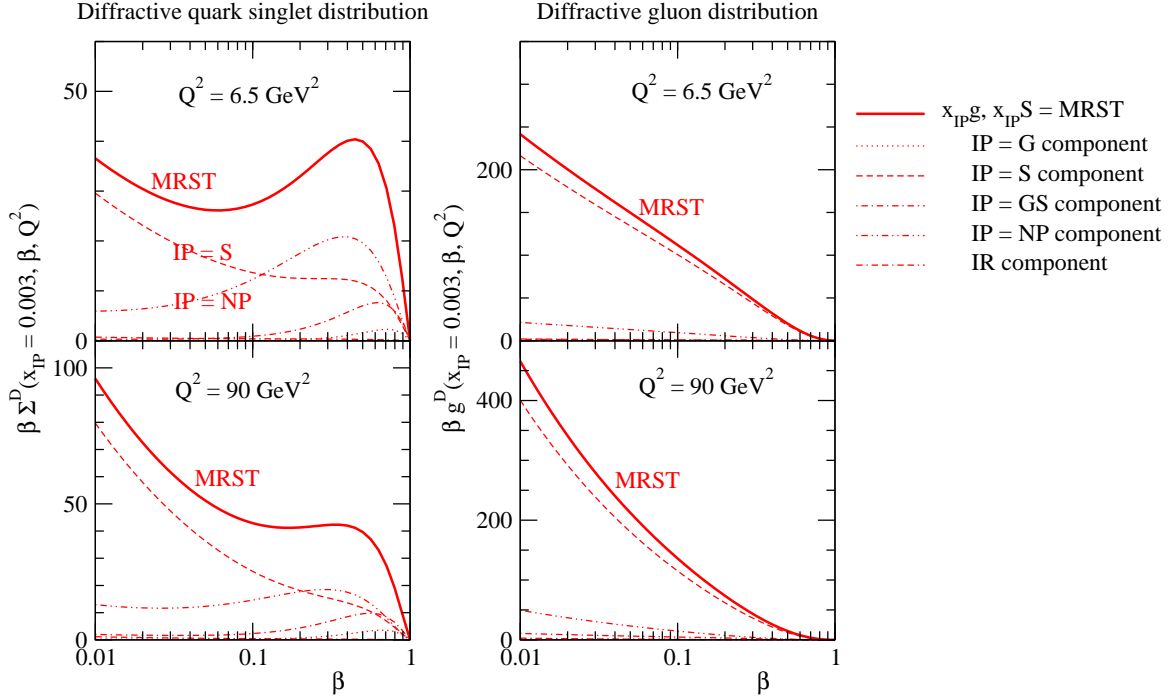 Diffractive quark singlet distribution
Diffractive gluon distribution
β Σ^D(x_IP = 0.003, β, Q^2)
50
0
Q^2 = 6.5 GeV^2
MRST
IP = S
IP = NP
100
50
0
Q^2 = 90 GeV^2
MRST
0.01
0.1
1
β
β g^D(x_IP = 0.003, β, Q^2)
200
0
Q^2 = 6.5 GeV^2
MRST
400
200
0
Q^2 = 90 GeV^2
MRST
0.01
0.1
1
β
x_IPg, x_IPS = MRST
IP = G component
IP = S component
IP = GS component
IP = NP component
IR component